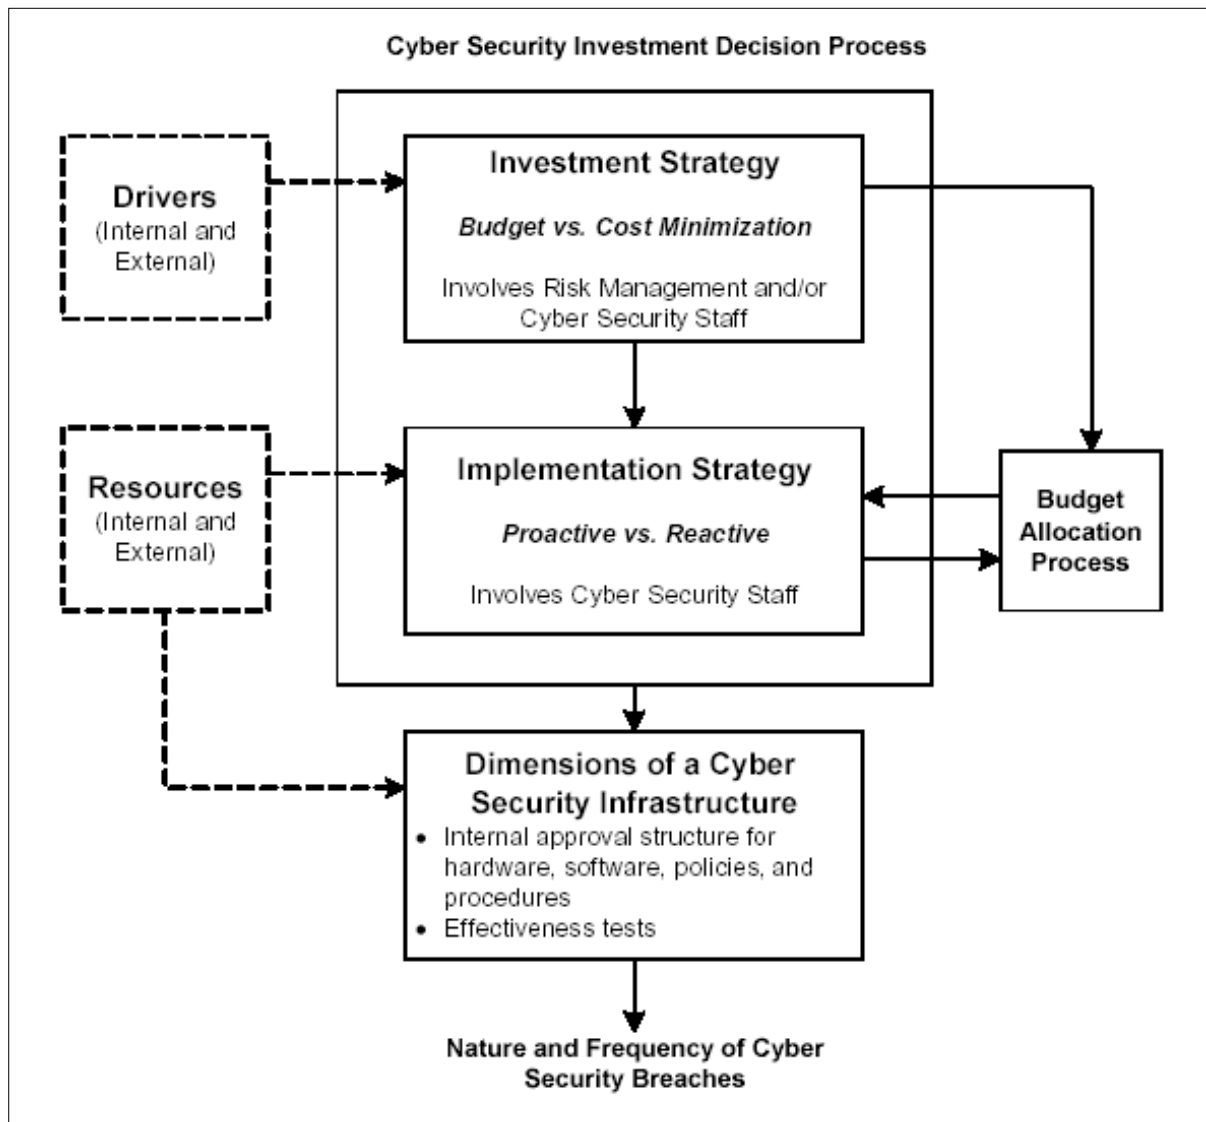 Cyber Security Investment Decision Process
Drivers
(Internal and
External)
Investment Strategy
Budget vs. Cost Minimization
Involves Risk Management and/or
Cyber Security Staff
Resources
(Internal and
External)
Implementation Strategy
Proactive vs. Reactive
Involves Cyber Security Staff
Budget
Allocation
Process
Dimensions of a Cyber
Security Infrastructure
• Internal approval structure for
hardware, software, policies, and
procedures
• Effectiveness tests
Nature and Frequency of Cyber
Security Breaches